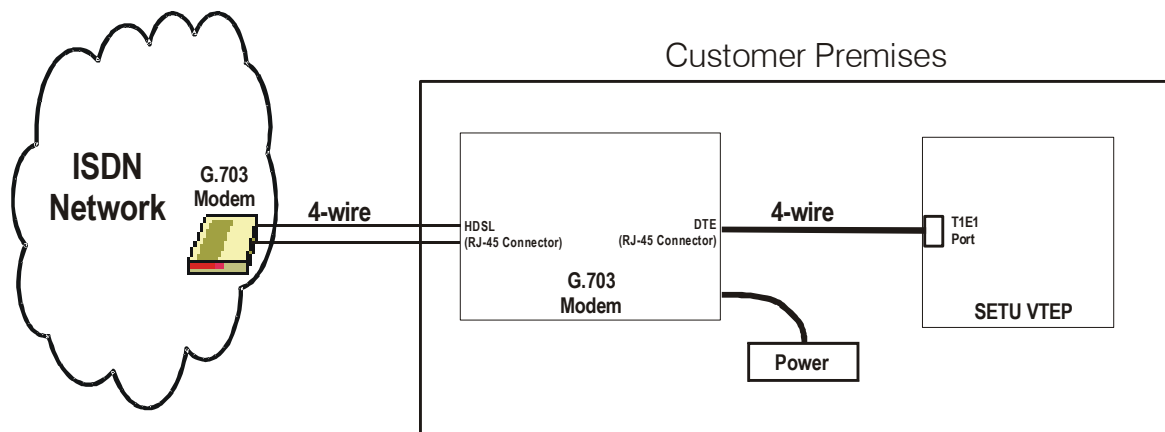 Customer Premises
ISDN
Network
G.703
Modem
4-wire
HDSL
(RJ-45 Connector)
DTE
(RJ-45 Connector)
G.703
Modem
4-wire
T1E1
Port
SETU VTEP
Power